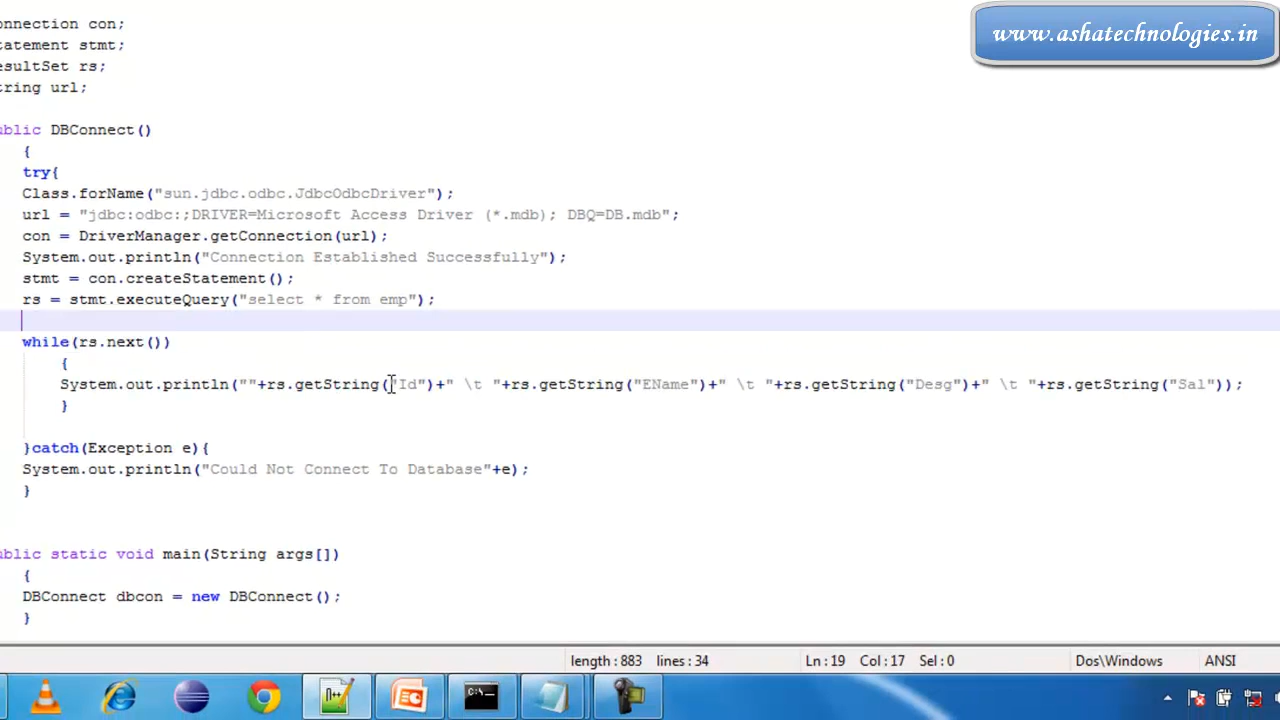 www.ashatechnologies.in
onnection con;
tatement stmt;
esultSet rs;
tring url;
ublic DBConnect()
{
try{
Class.forName("sun.jdbc.odbc.JdbcOdbcDriver");
url = "jdbc:odbc:;DRIVER=Microsoft Access Driver (*.mdb); DBQ=DB.mdb";
con = DriverManager.getConnection(url);
System.out.println("Connection Established Successfully");
stmt = con.createStatement();
rs = stmt.executeQuery("select * from emp");
while(rs.next())
{
System.out.println(""+rs.getString("Id")+" \t "+rs.getString("EName")+" \t "+rs.getString("Desg")+" \t "+rs.getString("Sal"));
}
}catch(Exception e){
System.out.println("Could Not Connect To Database"+e);
}
ublic static void main(String args[])
{
DBConnect dbcon = new DBConnect();
}
length : 883 lines : 34 Ln : 19 Col : 17 Sel : 0 Dos\Windows ANSI
C:\_